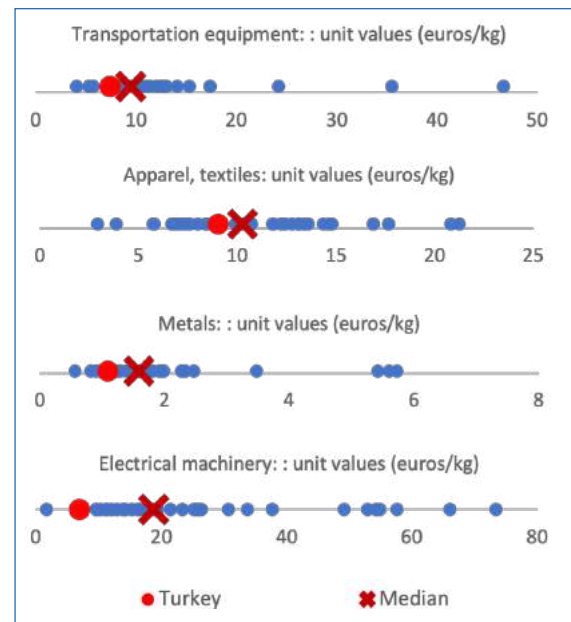 Transportation equipment: : unit values (euros/kg)
0 10 20 30 40 50
Apparel, textiles: unit values (euros/kg)
0 5 10 15 20 25
Metals: : unit values (euros/kg)
0 2 4 6 8
Electrical machinery: : unit values (euros/kg)
0 20 40 60 80
Turkey Median